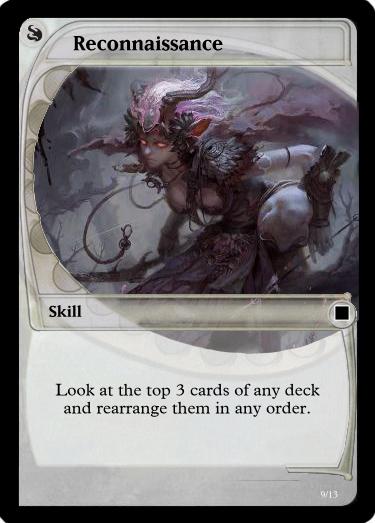 Reconnaissance
Skill
Look at the top 3 cards of any deck
and rearrange them in any order.
9/13